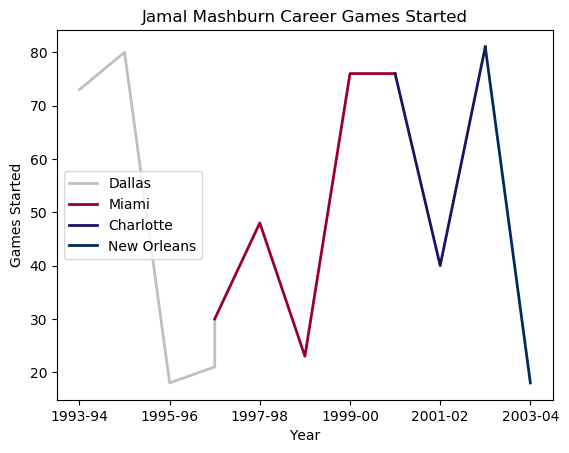 Jamal Mashburn Career Games Started
80
70
60
50
40
30
20
Games Started
Dallas
Miami
Charlotte
New Orleans
1993-94 1995-96 1997-98 1999-00 2001-02 2003-04
Year